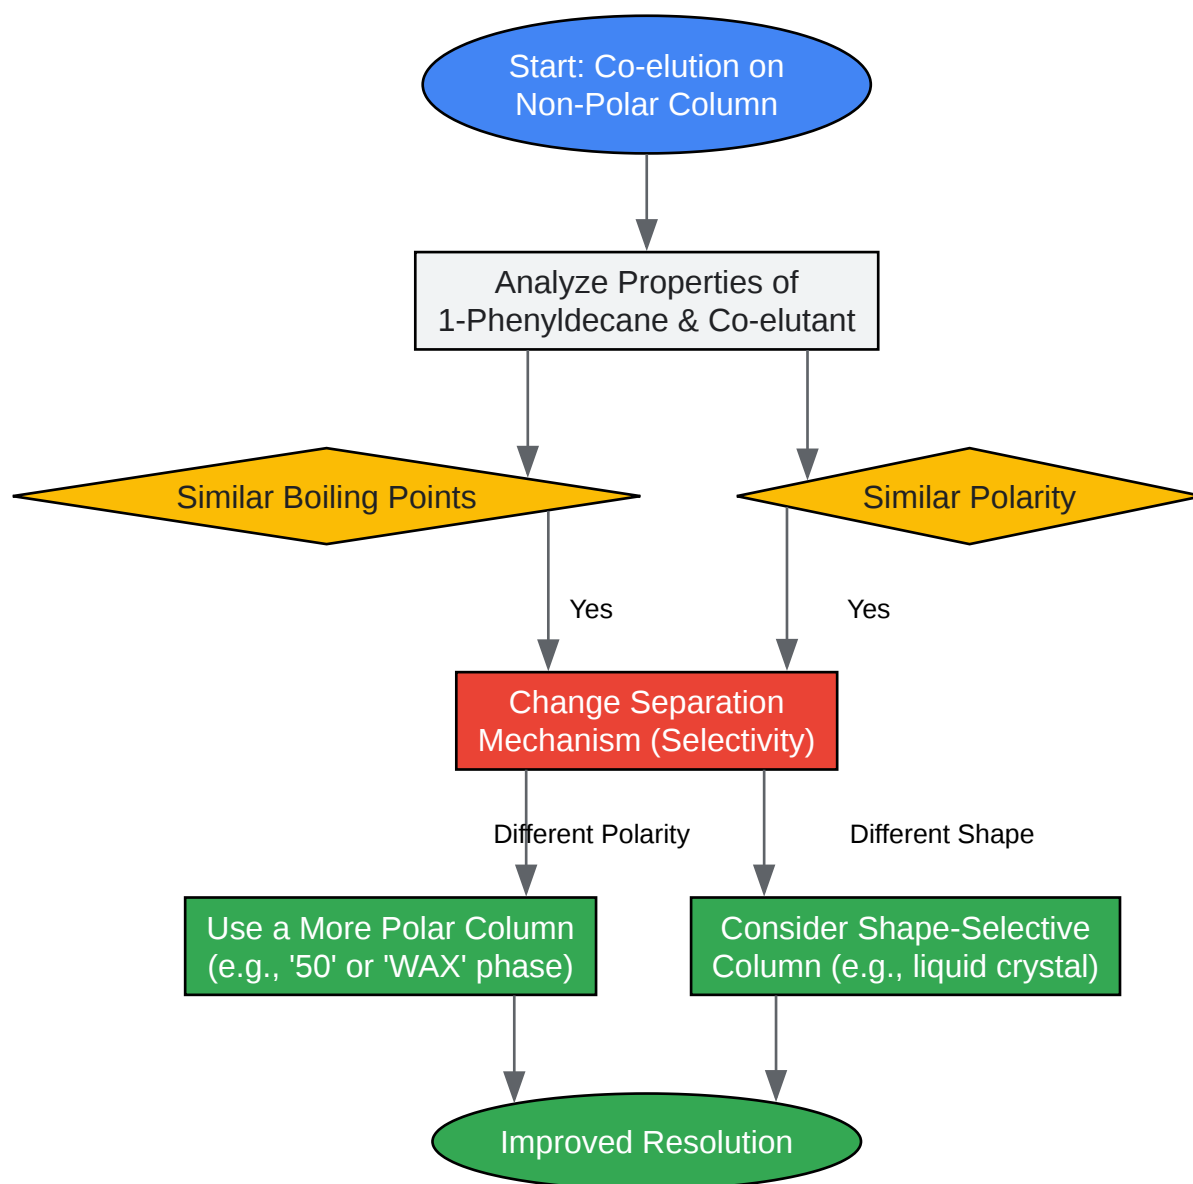 Start: Co-elution on
Non-Polar Column
Analyze Properties of
1-Phenyldecane & Co-elutant
Similar Boiling Points
Similar Polarity
Yes
Yes
Change Separation
Mechanism (Selectivity)
Different Polarity
Different Shape
Use a More Polar Column
(e.g., '50' or 'WAX' phase)
Consider Shape-Selective
Column (e.g., liquid crystal)
Improved Resolution